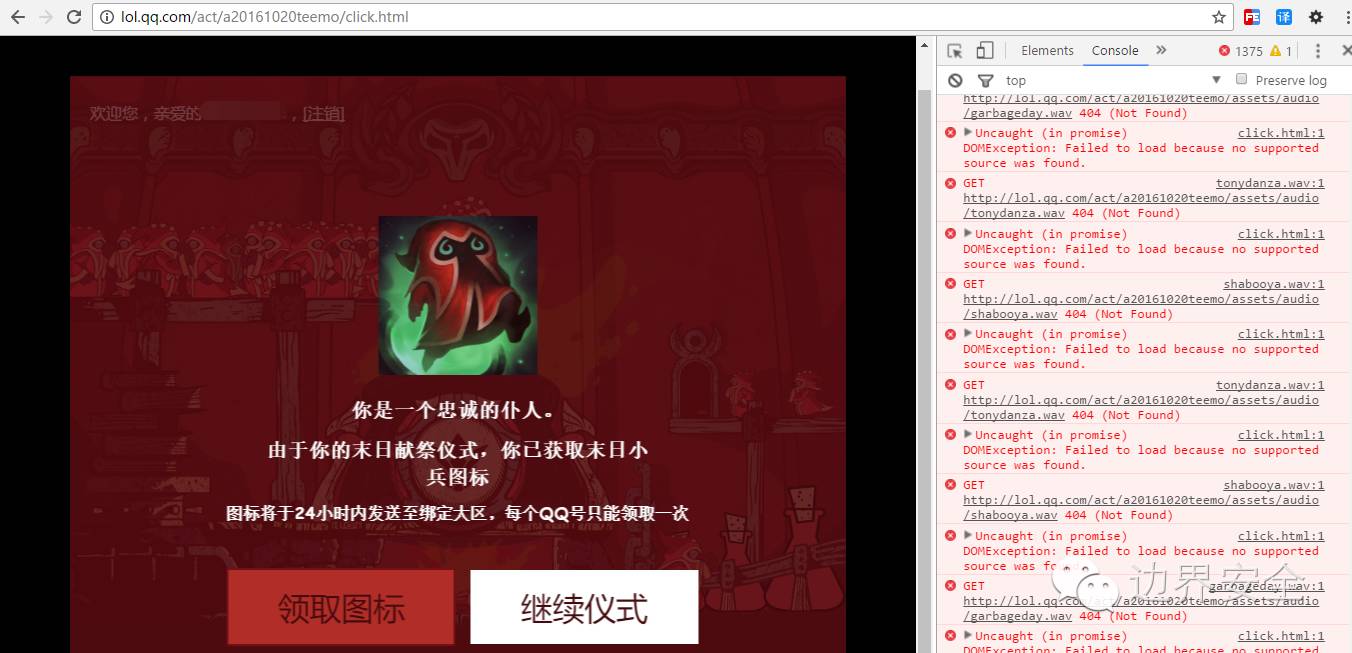 lol.qq.com/act/a20161020teemo/click.html
译
欢迎您，亲爱的 ，[注销]
你是一个忠诚的仆人。
由于你的末日献祭仪式，你已获取末日小
兵图标
图标将于24小时内发送至绑定大区，每个QQ号只能领取一次
领取图标 继续仪式
Elements Console » 1375 1
top Preserve log
http://lol.qq.com/act/a20161020teemo/assets/audio
/garbageday.wav 404 (Not Found)
Uncaught (in promise) click.html:1
DOMException: Failed to load because no supported
source was found.
GET tonydanza.wav:1
http://lol.qq.com/act/a20161020teemo/assets/audio
/tonydanza.wav 404 (Not Found)
Uncaught (in promise) click.html:1
DOMException: Failed to load because no supported
source was found.
GET shabooya.wav:1
http://lol.qq.com/act/a20161020teemo/assets/audio
/shabooya.wav 404 (Not Found)
Uncaught (in promise) click.html:1
DOMException: Failed to load because no supported
source was found.
GET tonydanza.wav:1
http://lol.qq.com/act/a20161020teemo/assets/audio
/tonydanza.wav 404 (Not Found)
Uncaught (in promise) click.html:1
DOMException: Failed to load because no supported
source was found.
GET shabooya.wav:1
http://lol.qq.com/act/a20161020teemo/assets/audio
/shabooya.wav 404 (Not Found)
Uncaught (in promise) click.html:1
DOMException: Failed to load because no supported
source was found.
GET garbageday.wav:1
http://lol.qq.com/act/a20161020teemo/assets/audio
/garbageday.wav 404 (Not Found)
Uncaught (in promise) click.html:1
DOMException: Failed to load because no supported
边界安全